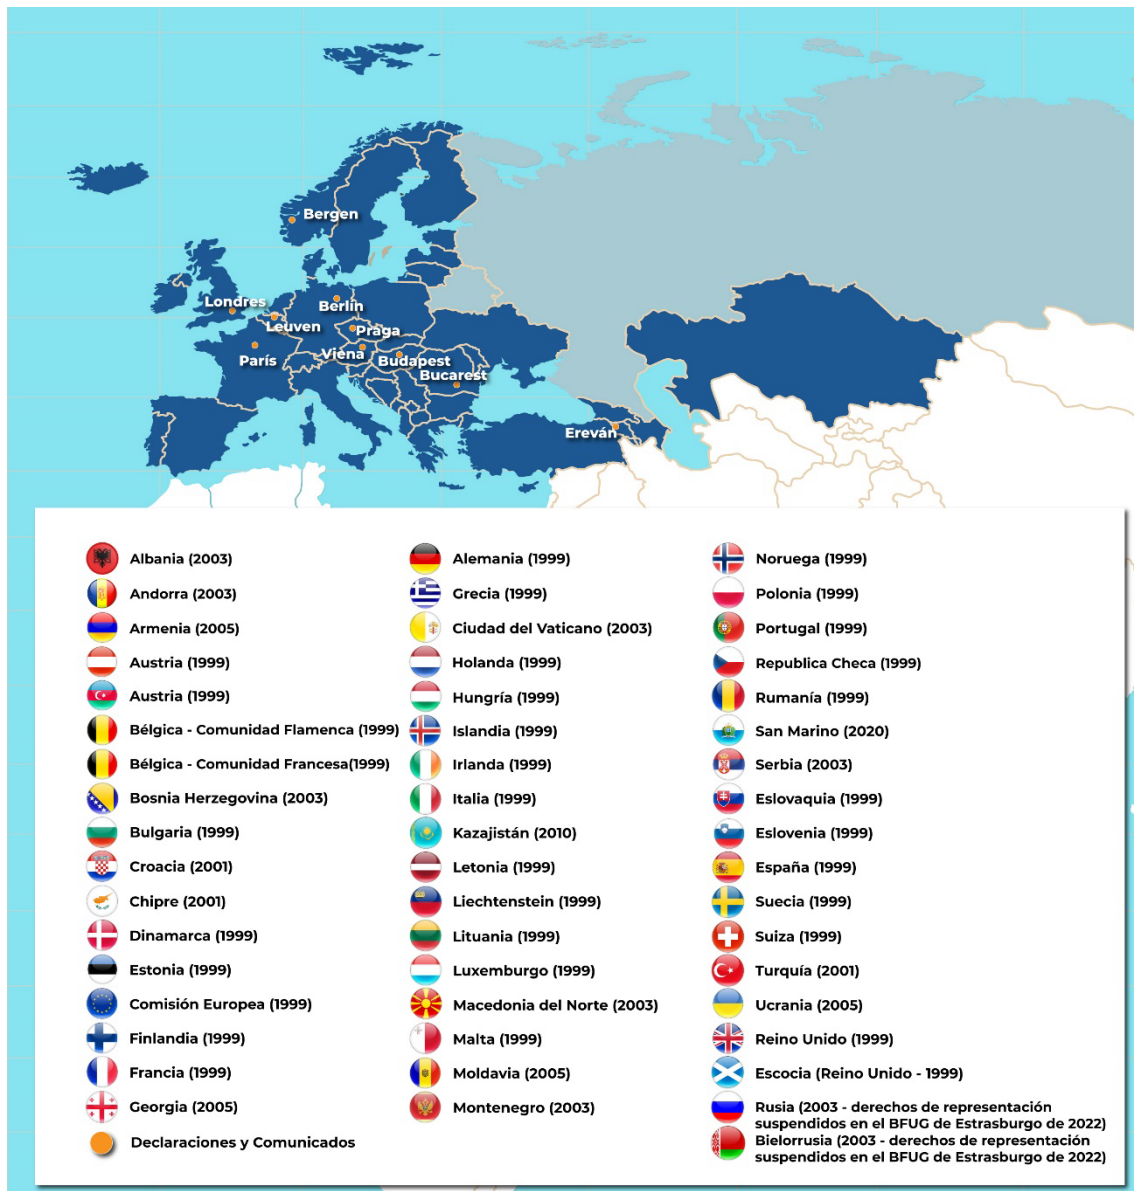 Bergen
Londres
Berlín
Leuven
Praga
París
Viena
Budapest
Bucarest
Ereván
Albania (2003)
Andorra (2003)
Armenia (2005)
Austria (1999)
Austria (1999)
Bélgica - Comunidad Flamenca (1999)
Bélgica - Comunidad Francesa(1999)
Bosnia Herzegovina (2003)
Bulgaria (1999)
Croacia (2001)
Chipre (2001)
Dinamarca (1999)
Estonia (1999)
Comisión Europea (1999)
Finlandia (1999)
Francia (1999)
Georgia (2005)
Declaraciones y Comunicados
Alemania (1999)
Grecia (1999)
Ciudad del Vaticano (2003)
Holanda (1999)
Hungría (1999)
Islandia (1999)
Irlanda (1999)
Italia (1999)
Kazajistán (2010)
Letonia (1999)
Liechtenstein (1999)
Lituania (1999)
Luxemburgo (1999)
Macedonia del Norte (2003)
Malta (1999)
Moldavia (2005)
Montenegro (2003)
Noruega (1999)
Polonia (1999)
Portugal (1999)
Republica Checa (1999)
Rumanía (1999)
San Marino (2020)
Serbia (2003)
Eslovaquia (1999)
Eslovenia (1999)
España (1999)
Suecia (1999)
Suiza (1999)
Turquía (2001)
Ucrania (2005)
Reino Unido (1999)
Escocia (Reino Unido - 1999)
Rusia (2003 - derechos de representación
suspendidos en el BFUG de Estrasburgo de 2022)
Bielorrusia (2003 - derechos de representación
suspendidos en el BFUG de Estrasburgo de 2022)